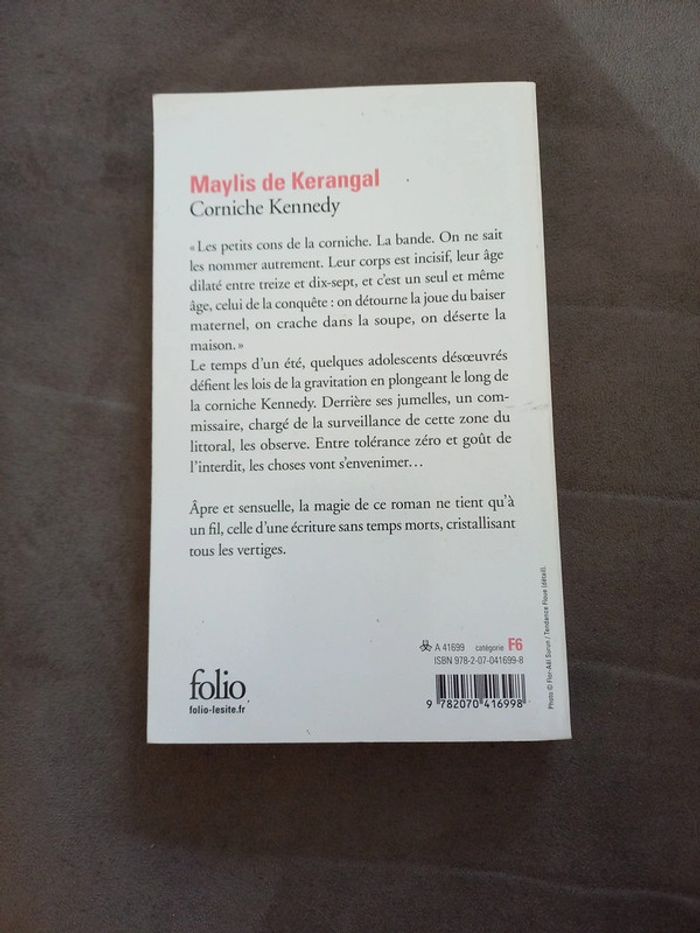 Maylis de Kerangal
Corniche Kennedy
« Les petits cons de la corniche. La bande. On ne sait
les nommer autrement. Leur corps est incisif, leur âge
dilaté entre treize et dix-sept, et c’est un seul et même
âge, celui de la conquête : on détourne la joue du baiser
maternel, on crache dans la soupe, on déserte la
maison. »
Le temps d’un été, quelques adolescents désœuvrés
défient les lois de la gravitation en plongeant le long de
la corniche Kennedy. Derrière ses jumelles, un com-
missaire, chargé de la surveillance de cette zone du
littoral, les observe. Entre tolérance zéro et goût de
l’interdit, les choses vont s’envenimer…
Âpre et sensuelle, la magie de ce roman ne tient qu’à
un fil, celle d’une écriture sans temps morts, cristallisant
tous les vertiges.
A 41699 catégorie F6
ISBN 978-2-07-041699-8
folio
folio-lesite.fr
9 782070 416998
Photo © Flor-Aël Surun / Tendance Floue (détail).